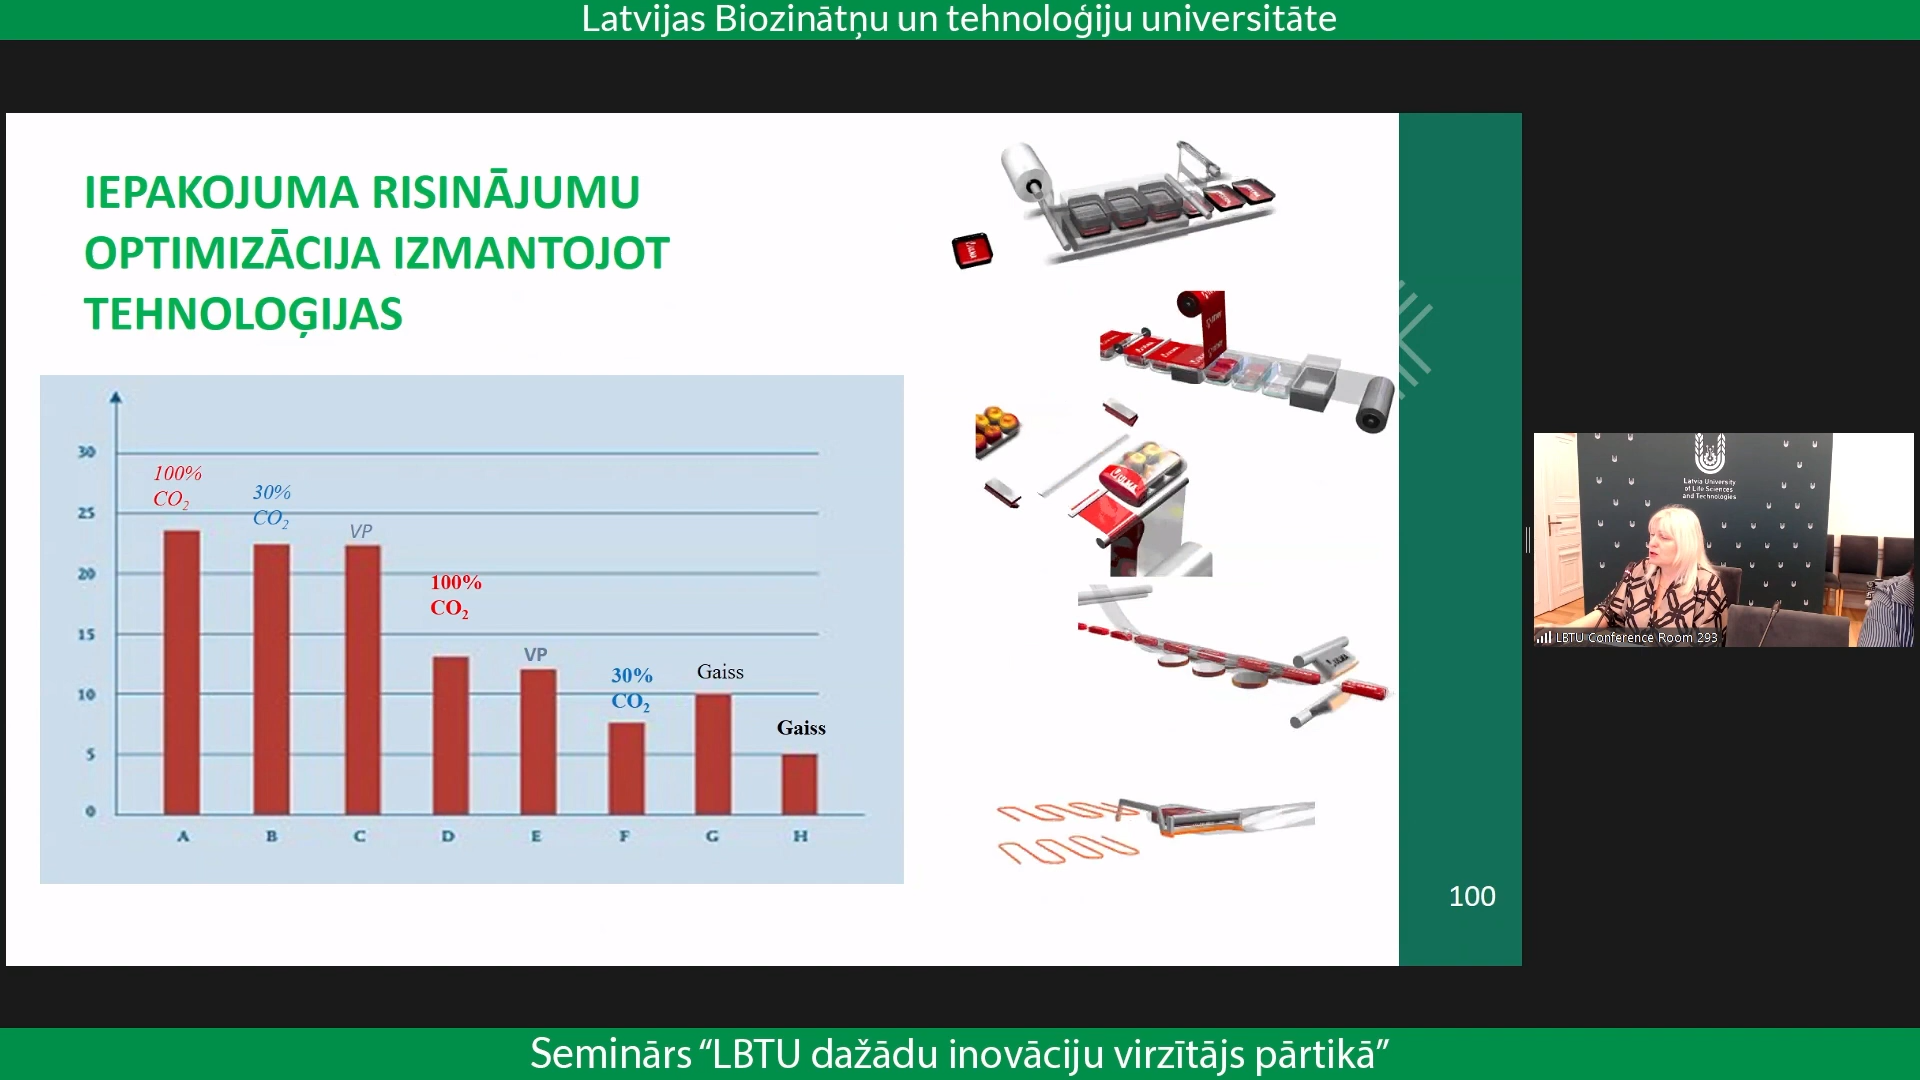 Latvijas Biozinātņu un tehnoloģiju universitāte
IEPAKOJUMA RISINĀJUMU
OPTIMIZĀCIJA IZMANTOJOT
TEHNOLOĢIJAS
30
25
20
15
10
5
0
100%
CO₂
30%
CO₂
VP
100%
CO₂
VP
30%
CO₂
Gaiss
Gaiss
A B C D E F G H
100
Latvia University
of Life Sciences
and Technologies
LBTU Conference Room 293
Seminārs “LBTU dažādu inovāciju virzītājs pārtikā”